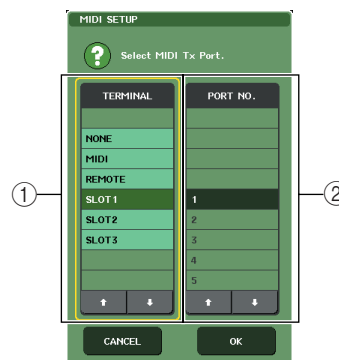 MIDI SETUP
?
Select MIDI Tx Port.
TERMINAL PORT NO.
NONE
MIDI
REMOTE
① SLOT1 1 ②
SLOT2 2
SLOT3 3
4
5
CANCEL OK